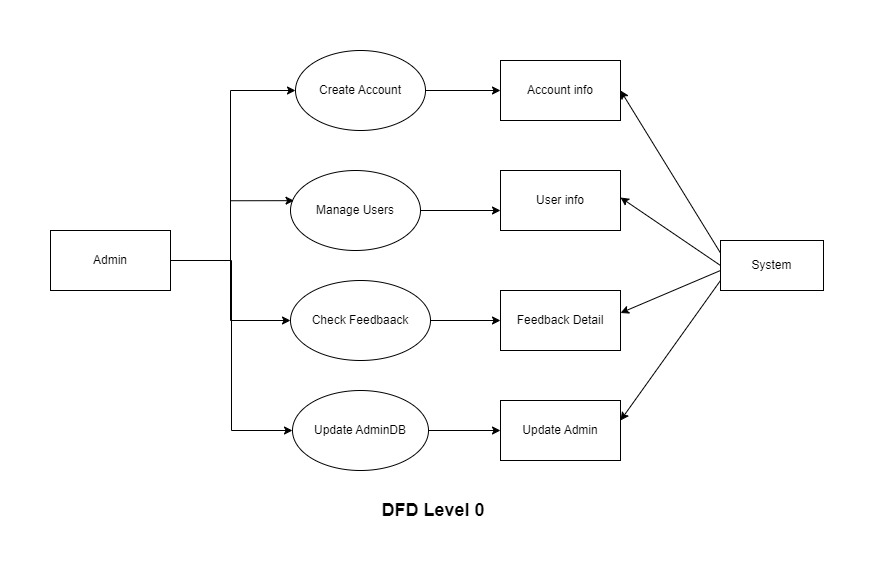 Create Account
Account info
Manage Users
User info
Admin
System
Check Feedbaack
Feedback Detail
Update AdminDB
Update Admin
DFD Level 0